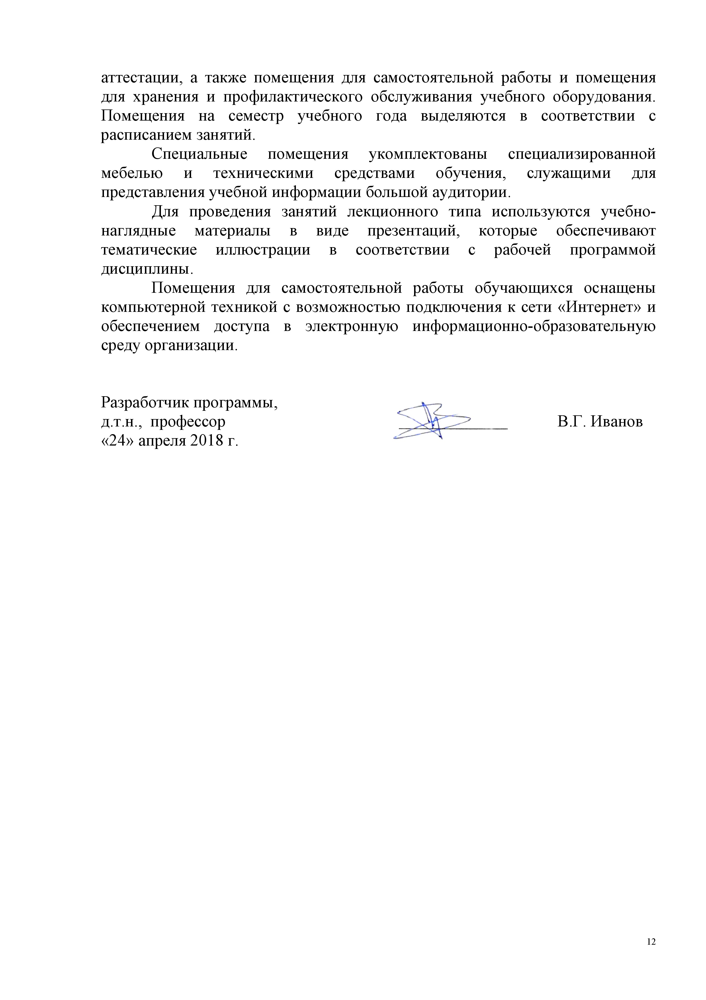 аттестации, а также помещения для самостоятельной работы и помещения
для хранения и профилактического обслуживания учебного оборудования.
Помещения на семестр учебного года выделяются в соответствии с
расписанием занятий.
Специальные помещения укомплектованы специализированной
мебелью и техническими средствами обучения, служащими для
представления учебной информации большой аудитории.
Для проведения занятий лекционного типа используются учебно-
наглядные материалы в виде презентаций, которые обеспечивают
тематические иллюстрации в соответствии с рабочей программой
дисциплины.
Помещения для самостоятельной работы обучающихся оснащены
компьютерной техникой с возможностью подключения к сети «Интернет» и
обеспечением доступа в электронную информационно-образовательную
среду организации.
Разработчик программы,
д.т.н., профессор В.Г. Иванов
«24» апреля 2018 г.
12